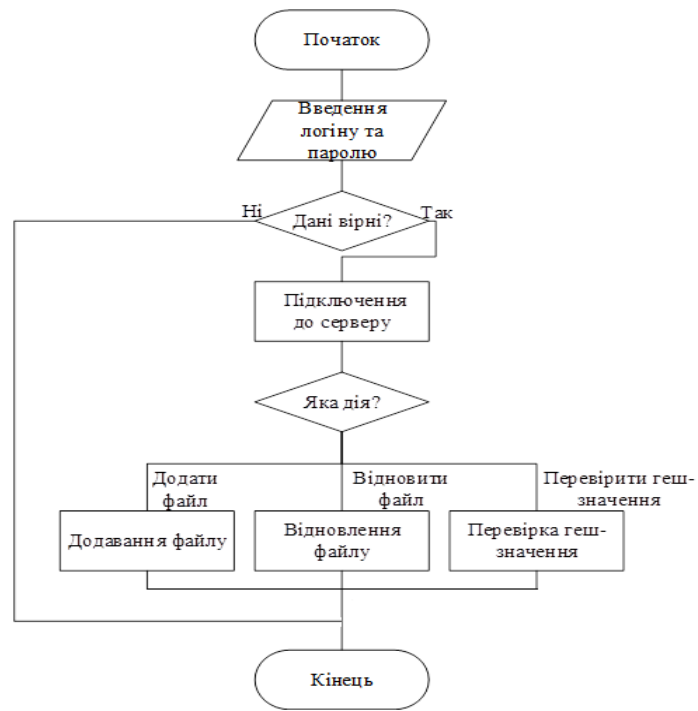 Початок
Введення
логіну та
паролю
Ні
Дані вірні?
Так
Підключення
до серверу
Яка дія?
Додати
файл
Відновити
файл
Перевірити геш-
значення
Додавання файлу
Відновлення
файлу
Перевірка геш-
значення
Кінець